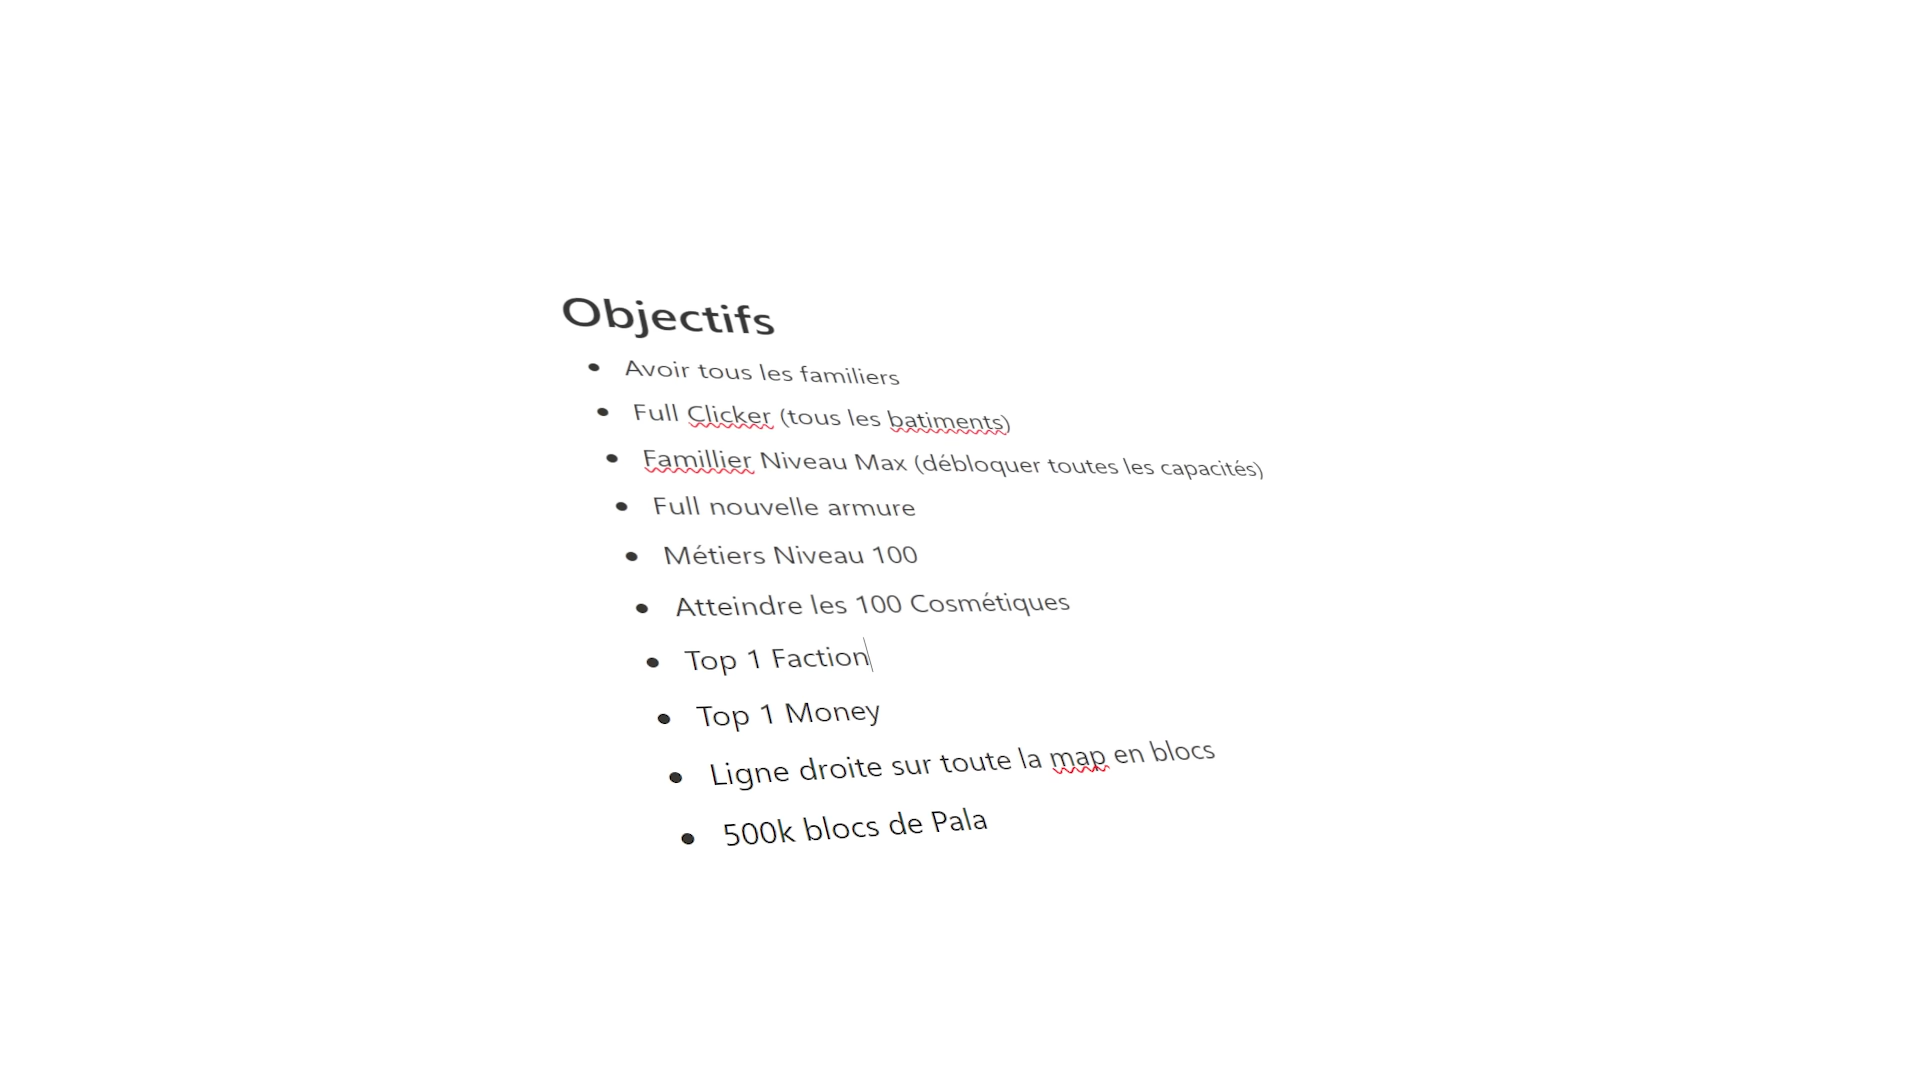 Objectifs
• Avoir tous les familiers
• Full Clicker (tous les batiments)
• Famillier Niveau Max (débloquer toutes les capacités)
• Full nouvelle armure
• Métiers Niveau 100
• Atteindre les 100 Cosmétiques
• Top 1 Faction
• Top 1 Money
• Ligne droite sur toute la map en blocs
• 500k blocs de Pala